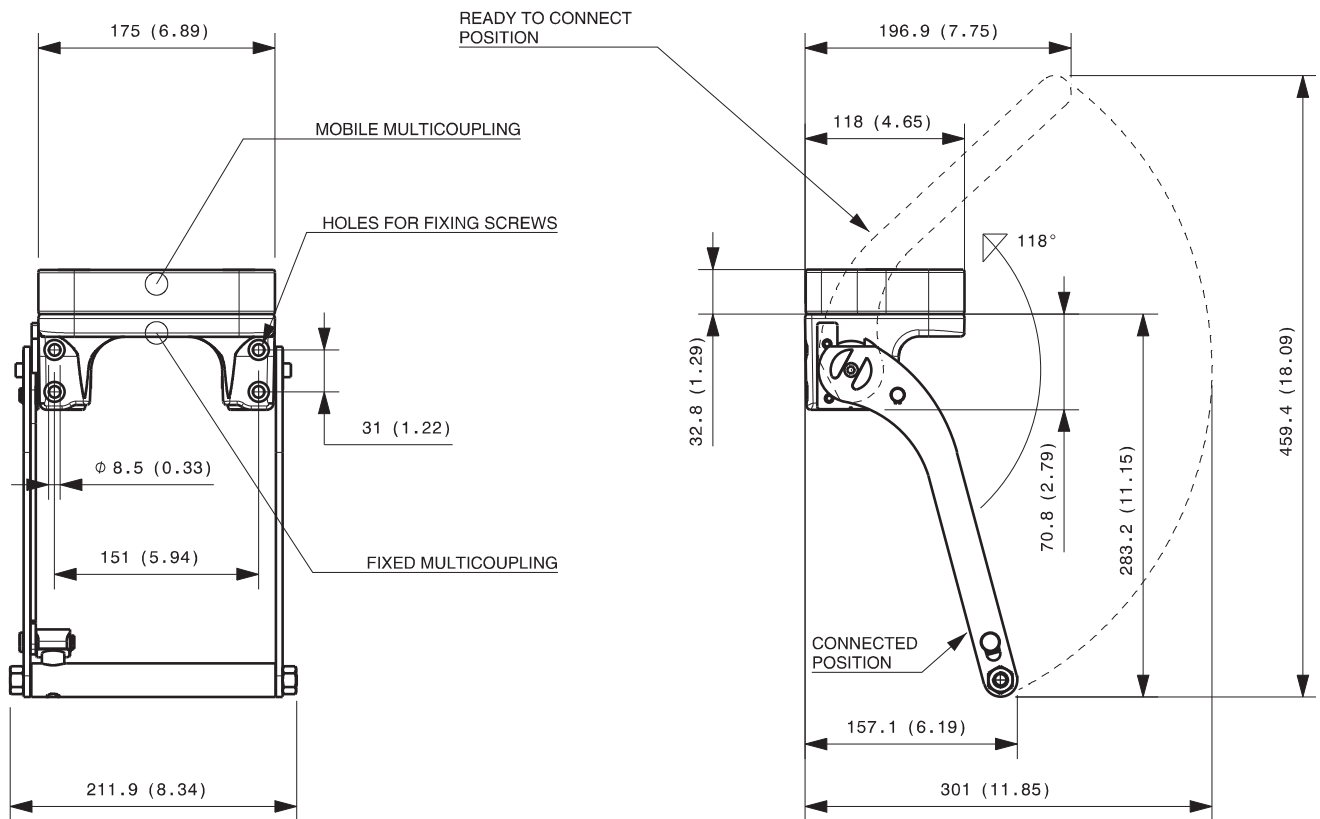 READY TO CONNECT
POSITION
175 (6.89)
196.9 (7.75)
MOBILE MULTICOUPLING
118 (4.65)
HOLES FOR FIXING SCREWS
118°
32.8 (1.29)
459.4 (18.09)
31 (1.22)
ϕ 8.5 (0.33)
70.8 (2.79)
283.2 (11.15)
151 (5.94)
FIXED MULTICOUPLING
CONNECTED
POSITION
157.1 (6.19)
211.9 (8.34)
301 (11.85)